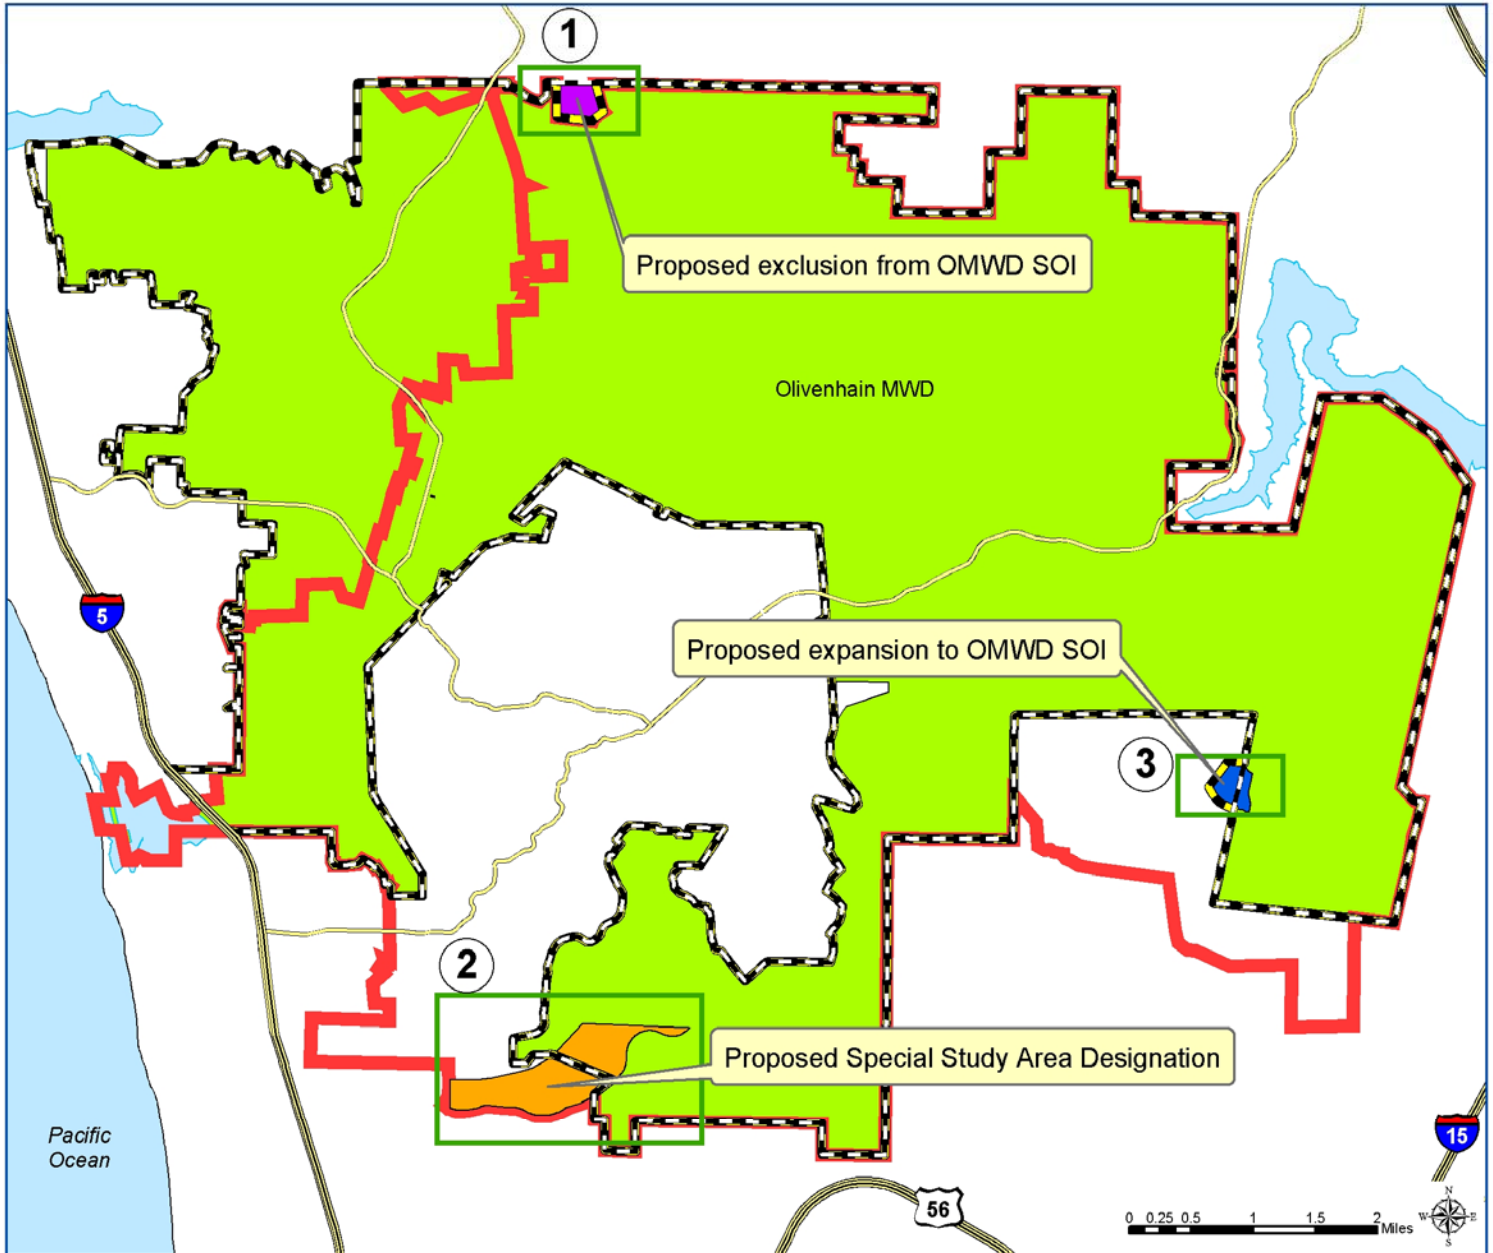 1
Proposed exclusion from OMWD SOI
Olivenhain MWD
5
Proposed expansion to OMWD SOI
3
2
Proposed Special Study Area Designation
Pacific
Ocean
15
56
0 0.25 0.5 1 1.5 2
Miles
N
W E
S